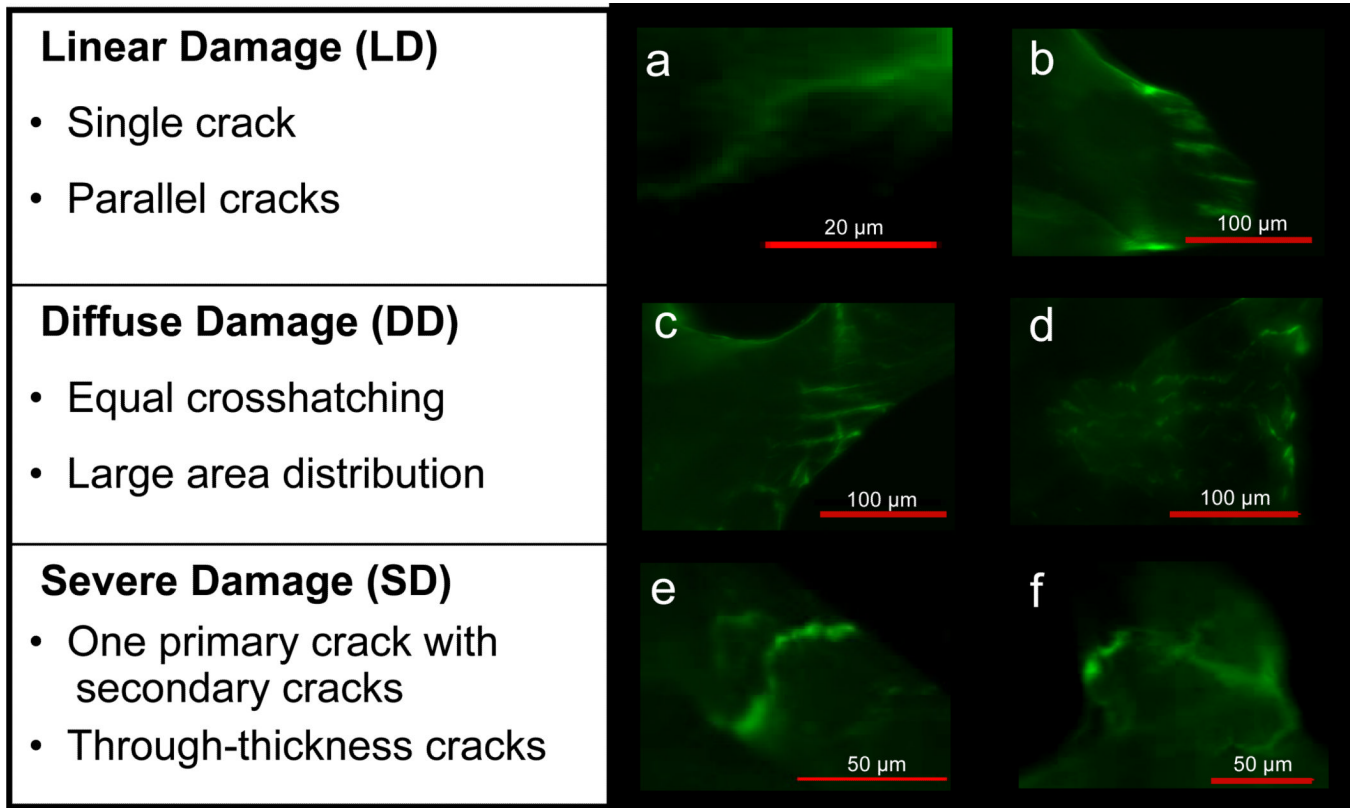 Linear Damage (LD)
• Single crack
• Parallel cracks
a
20 µm
b
100 µm
Diffuse Damage (DD)
• Equal crosshatching
• Large area distribution
c
100 µm
d
100 µm
Severe Damage (SD)
• One primary crack with
secondary cracks
• Through-thickness cracks
e
50 µm
f
50 µm